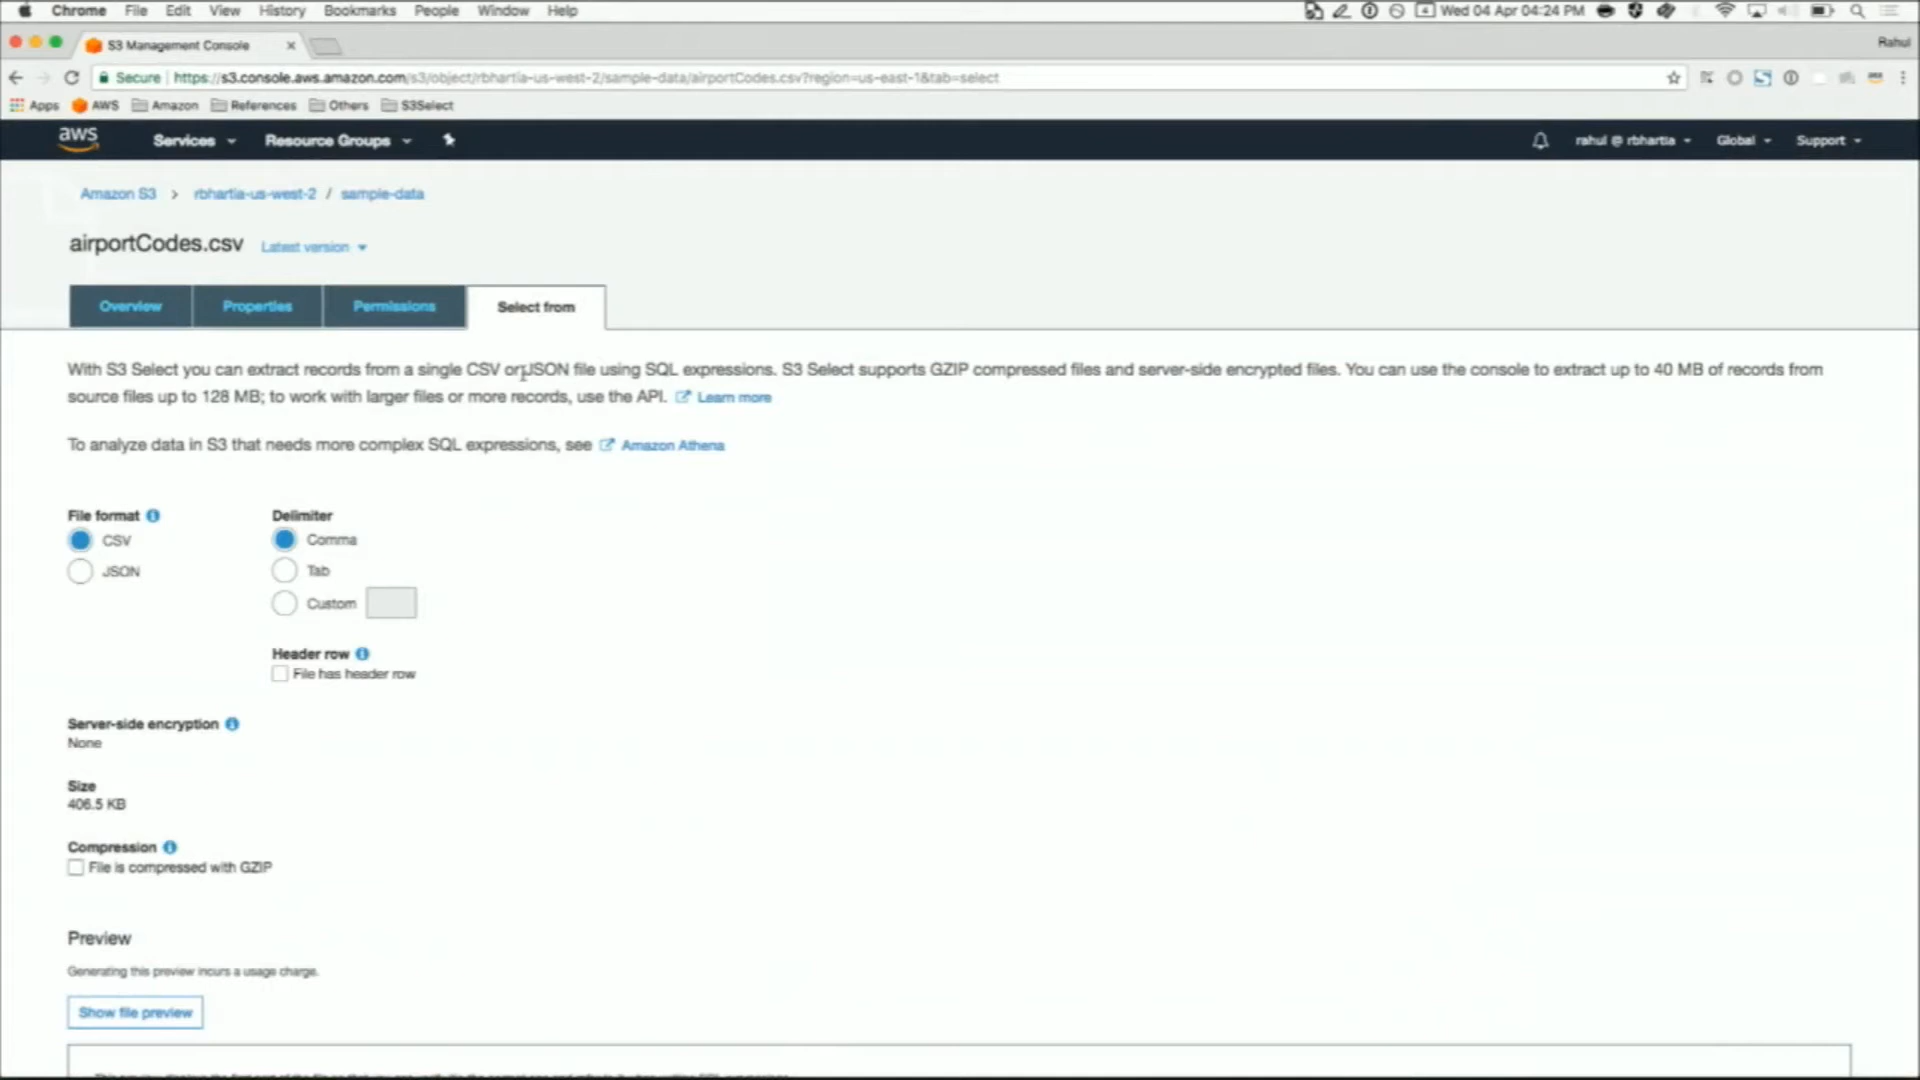 Chrome File Edit View History Bookmarks People Window Help
4 Wed 04 Apr 04:24 PM
S3 Management Console
Rahul
Secure https://s3.console.aws.amazon.com/s3/object/rbhartia-us-west-2/sample-data/airportCodes.csv?region=us-east-1&tab=select
Apps AWS Amazon References Others S3Select
aws Services Resource Groups rahul @ rbhartia Global Support
Amazon S3 > rbhartia-us-west-2 / sample-data
airportCodes.csv Latest version
Overview Properties Permissions Select from
With S3 Select you can extract records from a single CSV or JSON file using SQL expressions. S3 Select supports GZIP compressed files and server-side encrypted files. You can use the console to extract up to 40 MB of records from
source files up to 128 MB; to work with larger files or more records, use the API. Learn more
To analyze data in S3 that needs more complex SQL expressions, see Amazon Athena
File format Delimiter
CSV Comma
JSON Tab
Custom
Header row
File has header row
Server-side encryption
None
Size
406.5 KB
Compression
File is compressed with GZIP
Preview
Generating this preview incurs a usage charge.
Show file preview